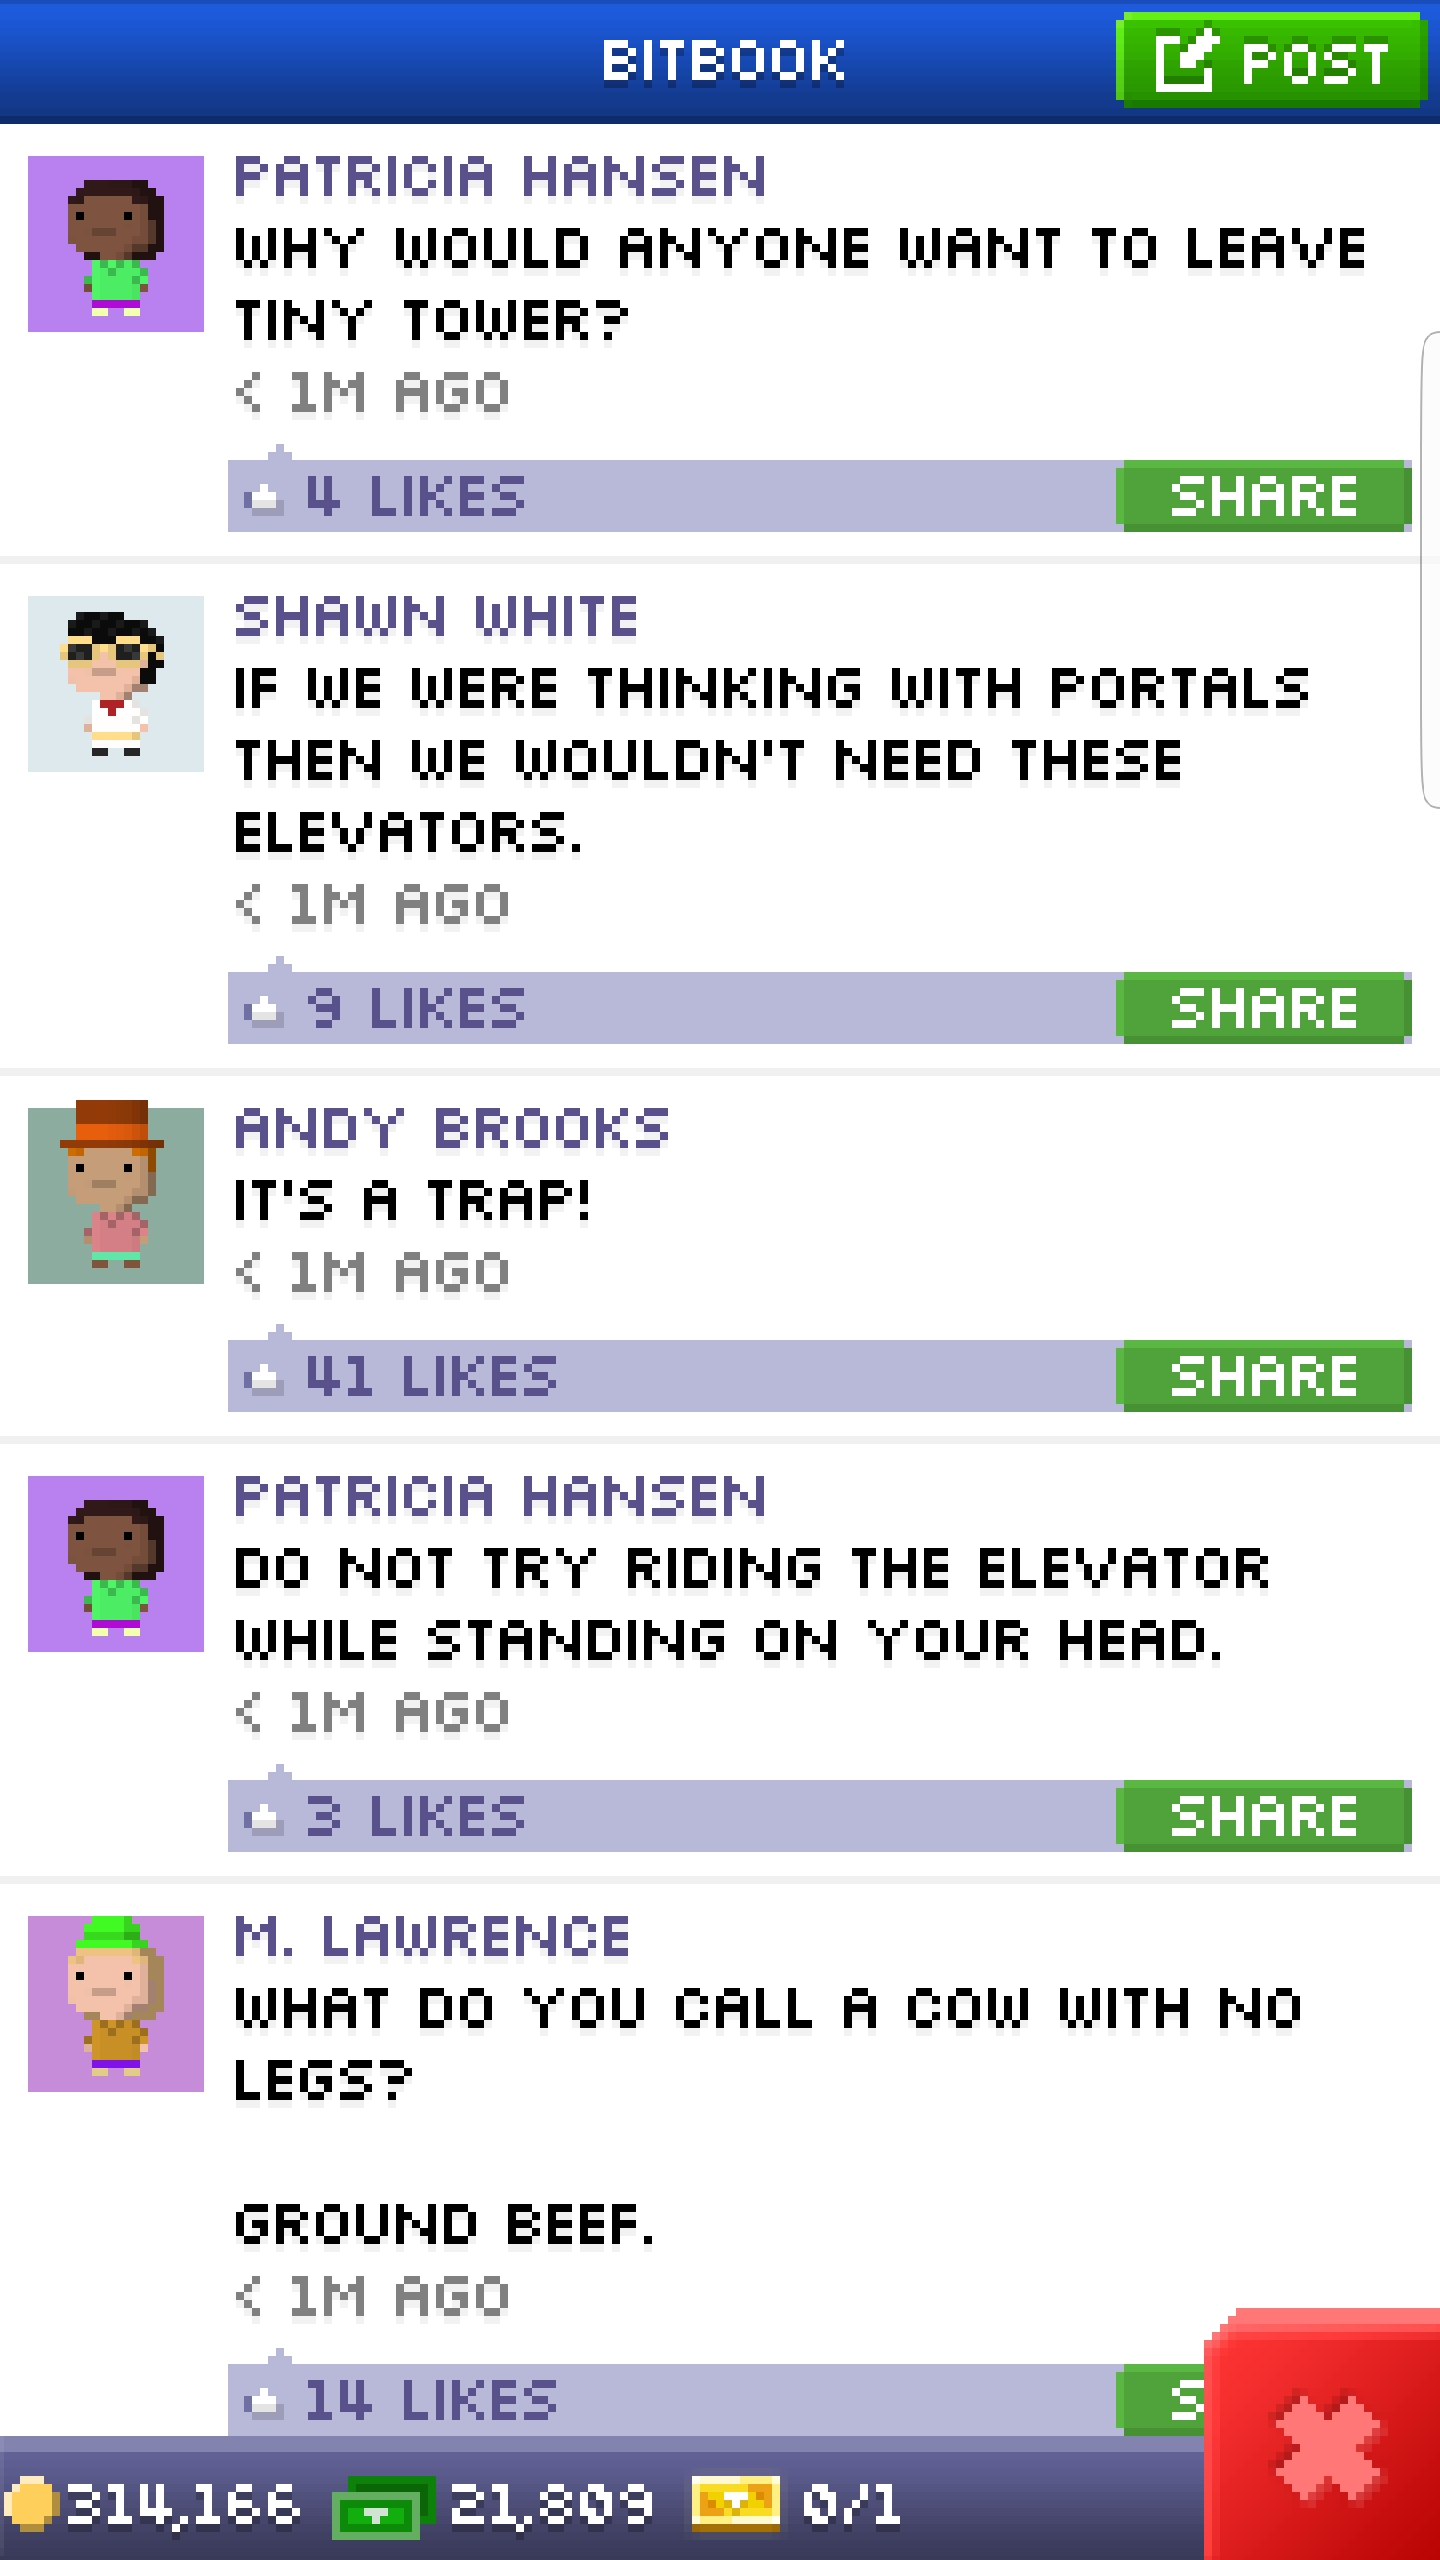 BITBOOK
POST
PATRICIA HANSEN
WHY WOULD ANYONE WANT TO LEAVE
TINY TOWER?
< 1M AGO
4 LIKES
SHARE
SHAWN WHITE
IF WE WERE THINKING WITH PORTALS
THEN WE WOULDN'T NEED THESE
ELEVATORS.
< 1M AGO
9 LIKES
SHARE
ANDY BROOKS
IT'S A TRAP!
< 1M AGO
41 LIKES
SHARE
PATRICIA HANSEN
DO NOT TRY RIDING THE ELEVATOR
WHILE STANDING ON YOUR HEAD.
< 1M AGO
3 LIKES
SHARE
M. LAWRENCE
WHAT DO YOU CALL A COW WITH NO
LEGS?
GROUND BEEF.
< 1M AGO
14 LIKES
S
314,166
21,809
0/1